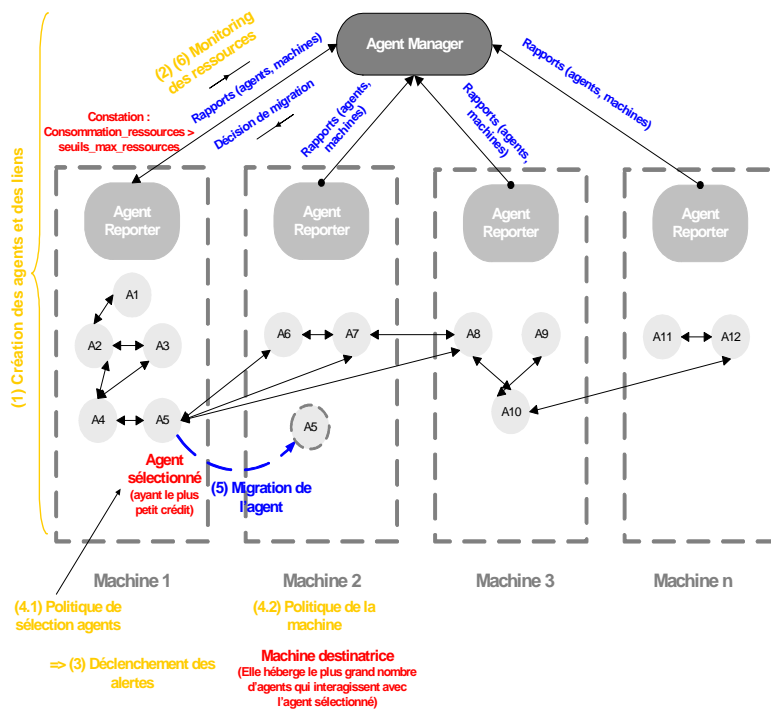 Agent Manager
(2) (6) Monitoring
des ressources
Rapports (agents, machines)
Décision de migration
Rapports (agents,
machines)
Rapports (agents,
machines)
Rapports (agents, machines)
Constation :
Consommation_ressources >
seuils_max_ressources
(1) Création des agents et des liens
Agent
Reporter
Agent
Reporter
Agent
Reporter
Agent
Reporter
A1
A2
A3
A4
A5
A6
A7
A5
A8
A9
A10
A11
A12
Agent
sélectionné
(ayant le plus
petit crédit)
(5) Migration de
l'agent
Machine 1
Machine 2
Machine 3
Machine n
(4.1) Politique de
sélection agents
(4.2) Politique de la
machine
=> (3) Déclenchement des
alertes
Machine destinatrice
(Elle héberge le plus grand nombre
d'agents qui interagissent avec
l'agent sélectionné)